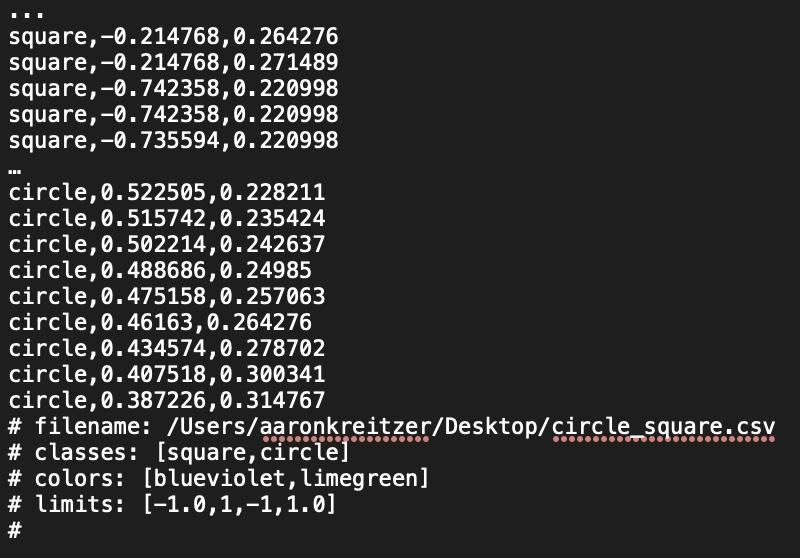 ...
square,-0.214768,0.264276
square,-0.214768,0.271489
square,-0.742358,0.220998
square,-0.742358,0.220998
square,-0.735594,0.220998
…
circle,0.522505,0.228211
circle,0.515742,0.235424
circle,0.502214,0.242637
circle,0.488686,0.24985
circle,0.475158,0.257063
circle,0.46163,0.264276
circle,0.434574,0.278702
circle,0.407518,0.300341
circle,0.387226,0.314767
# filename: /Users/aaronkreitzer/Desktop/circle_square.csv
# classes: [square,circle]
# colors: [blueviolet,limegreen]
# limits: [-1.0,1,-1,1.0]
#